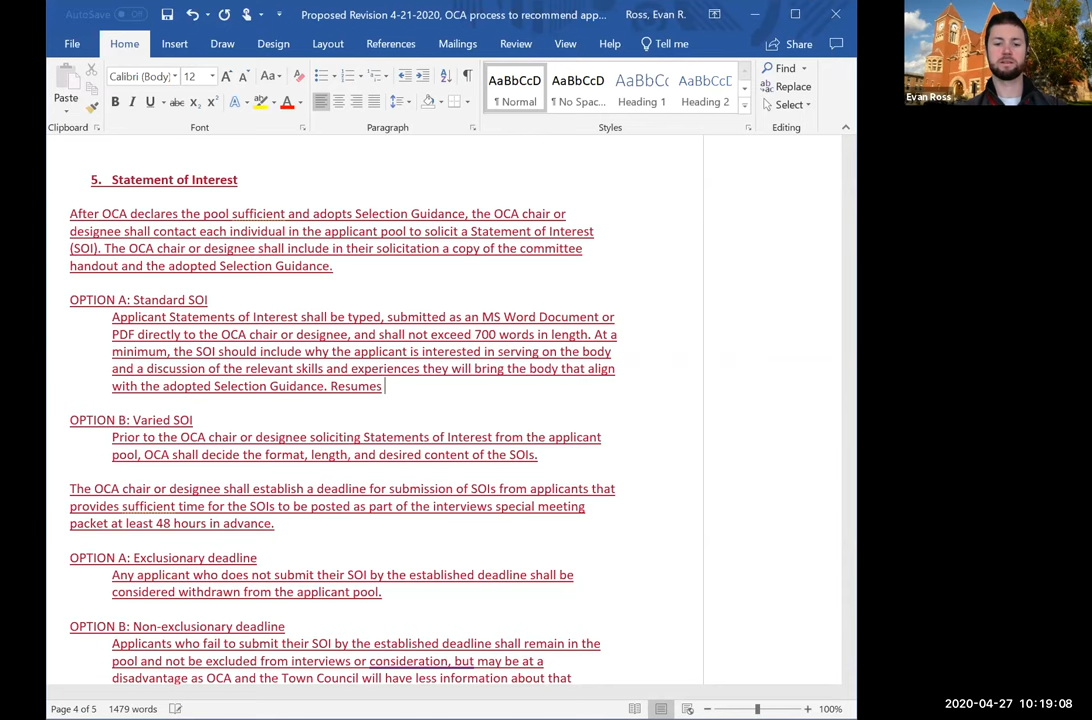 AutoSave Off
Proposed Revision 4-21-2020, OCA process to recommend app... Ross, Evan R.
File Home Insert Draw Design Layout References Mailings Review View Help Tell me Share
Paste Calibri (Body) 12 Aa
AaBbCcD AaBbCcD AaBbCc AaBbCcD
¶ Normal ¶ No Spac... Heading 1 Heading 2
Find
Replace
Select
Clipboard Font Paragraph Styles Editing
5. Statement of Interest
After OCA declares the pool sufficient and adopts Selection Guidance, the OCA chair or
designee shall contact each individual in the applicant pool to solicit a Statement of Interest
(SOI). The OCA chair or designee shall include in their solicitation a copy of the committee
handout and the adopted Selection Guidance.
OPTION A: Standard SOI
Applicant Statements of Interest shall be typed, submitted as an MS Word Document or
PDF directly to the OCA chair or designee, and shall not exceed 700 words in length. At a
minimum, the SOI should include why the applicant is interested in serving on the body
and a discussion of the relevant skills and experiences they will bring the body that align
with the adopted Selection Guidance. Resumes
OPTION B: Varied SOI
Prior to the OCA chair or designee soliciting Statements of Interest from the applicant
pool, OCA shall decide the format, length, and desired content of the SOIs.
The OCA chair or designee shall establish a deadline for submission of SOIs from applicants that
provides sufficient time for the SOIs to be posted as part of the interviews special meeting
packet at least 48 hours in advance.
OPTION A: Exclusionary deadline
Any applicant who does not submit their SOI by the established deadline shall be
considered withdrawn from the applicant pool.
OPTION B: Non-exclusionary deadline
Applicants who fail to submit their SOI by the established deadline shall remain in the
pool and not be excluded from interviews or consideration, but may be at a
disadvantage as OCA and the Town Council will have less information about that
Page 4 of 5 1479 words 100%
Evan Ross
2020-04-27 10:19:08